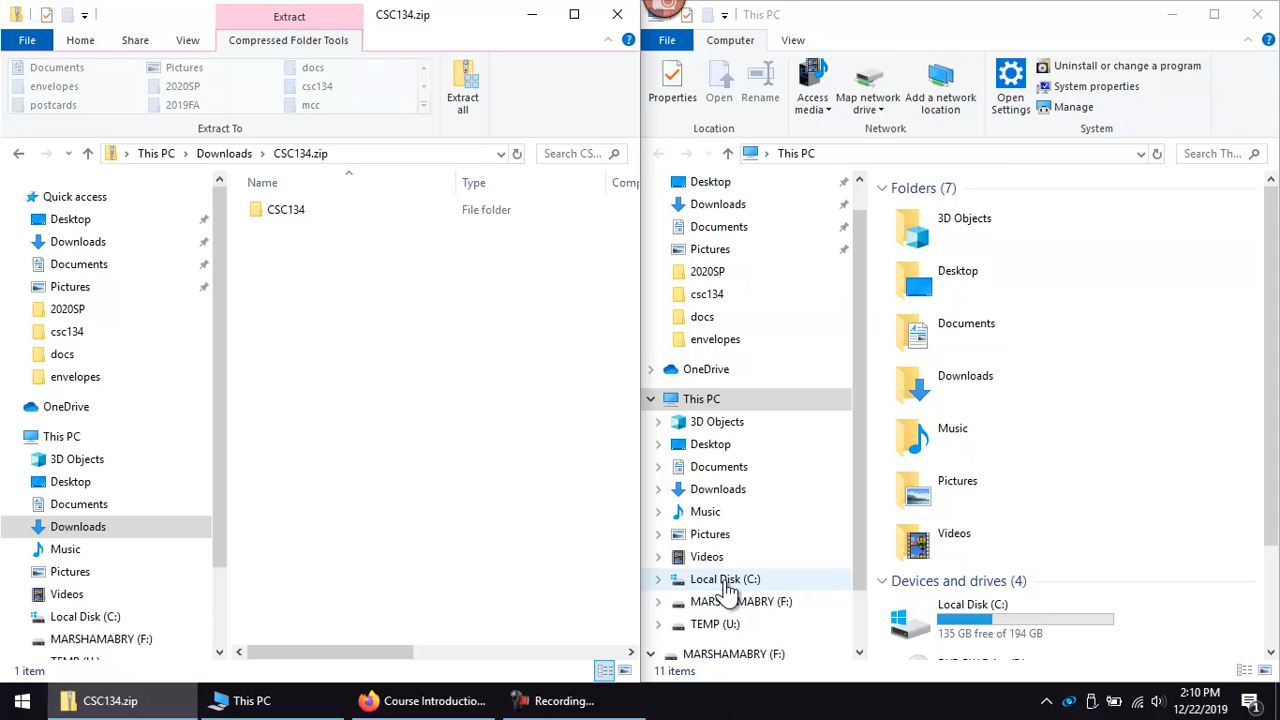 Extract
CSC134.zip
File
Home
Share
View
Compressed Folder Tools
Documents
Pictures
docs
envelopes
2020SP
csc134
postcards
2019FA
mcc
Extract all
Extract To
This PC
Downloads
CSC134.zip
Search CS...
Quick access
Desktop
Downloads
Documents
Pictures
2020SP
csc134
docs
envelopes
OneDrive
This PC
3D Objects
Desktop
Documents
Downloads
Music
Pictures
Videos
Local Disk (C:)
MARSHAMABRY (F:)
Name
Type
Comp
CSC134
File folder
1 item
This PC
File
Computer
View
Properties
Open
Rename
Location
Access media
Map network drive
Add a network location
Network
Open Settings
Uninstall or change a program
System properties
Manage
System
This PC
Search Th...
Desktop
Downloads
Documents
Pictures
2020SP
csc134
docs
envelopes
OneDrive
This PC
3D Objects
Desktop
Documents
Downloads
Music
Pictures
Videos
Local Disk (C:)
MARSHAMABRY (F:)
TEMP (U:)
MARSHAMABRY (F:)
Folders (7)
3D Objects
Desktop
Documents
Downloads
Music
Pictures
Videos
Devices and drives (4)
Local Disk (C:)
135 GB free of 194 GB
11 items
CSC134.zip
This PC
Course Introductio...
Recording...
2:10 PM
12/22/2019
1